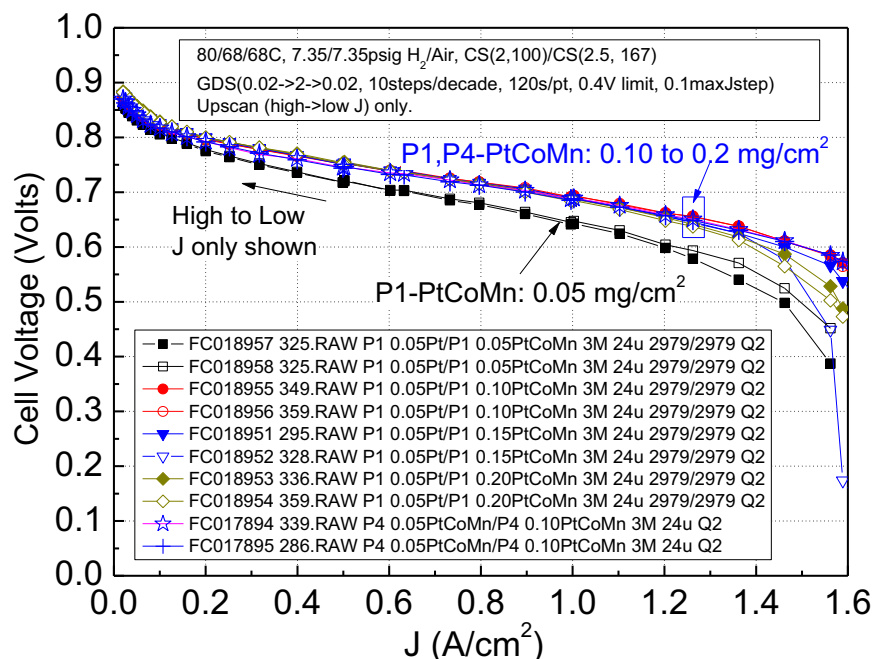 80/68/68C, 7.35/7.35psig H₂/Air, CS(2,100)/CS(2.5, 167)
GDS(0.02->2->0.02, 10steps/decade, 120s/pt, 0.4V limit, 0.1maxJstep)
Upscan (high->low J) only.
P1,P4-PtCoMn: 0.10 to 0.2 mg/cm²
High to Low
J only shown
P1-PtCoMn: 0.05 mg/cm²
FC018957 325.RAW P1 0.05Pt/P1 0.05PtCoMn 3M 24u 2979/2979 Q2
FC018958 325.RAW P1 0.05Pt/P1 0.05PtCoMn 3M 24u 2979/2979 Q2
FC018955 349.RAW P1 0.05Pt/P1 0.10PtCoMn 3M 24u 2979/2979 Q2
FC018956 359.RAW P1 0.05Pt/P1 0.10PtCoMn 3M 24u 2979/2979 Q2
FC018951 295.RAW P1 0.05Pt/P1 0.15PtCoMn 3M 24u 2979/2979 Q2
FC018952 328.RAW P1 0.05Pt/P1 0.15PtCoMn 3M 24u 2979/2979 Q2
FC018953 336.RAW P1 0.05Pt/P1 0.20PtCoMn 3M 24u 2979/2979 Q2
FC018954 359.RAW P1 0.05Pt/P1 0.20PtCoMn 3M 24u 2979/2979 Q2
FC017894 339.RAW P4 0.05PtCoMn/P4 0.10PtCoMn 3M 24u Q2
FC017895 286.RAW P4 0.05PtCoMn/P4 0.10PtCoMn 3M 24u Q2
Cell Voltage (Volts)
1.0
0.9
0.8
0.7
0.6
0.5
0.4
0.3
0.2
0.1
0.0
0.0 0.2 0.4 0.6 0.8 1.0 1.2 1.4 1.6
J (A/cm²)